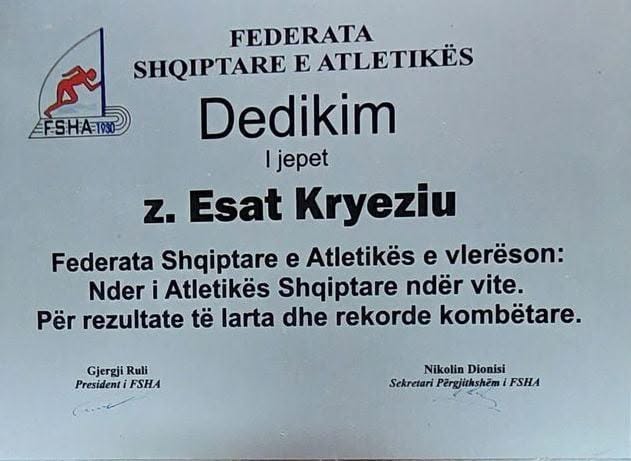 FEDERATA
SHQIPTARE E ATLETIKËS
FSHA 1930
Dedikim
I jepet
z. Esat Kryeziu
Federata Shqiptare e Atletikës e vlerëson:
Nder i Atletikës Shqiptare ndër vite.
Për rezultate të larta dhe rekorde kombëtare.
Gjergji Ruli
President i FSHA
Nikolin Dionisi
Sekretari Përgjithshëm i FSHA